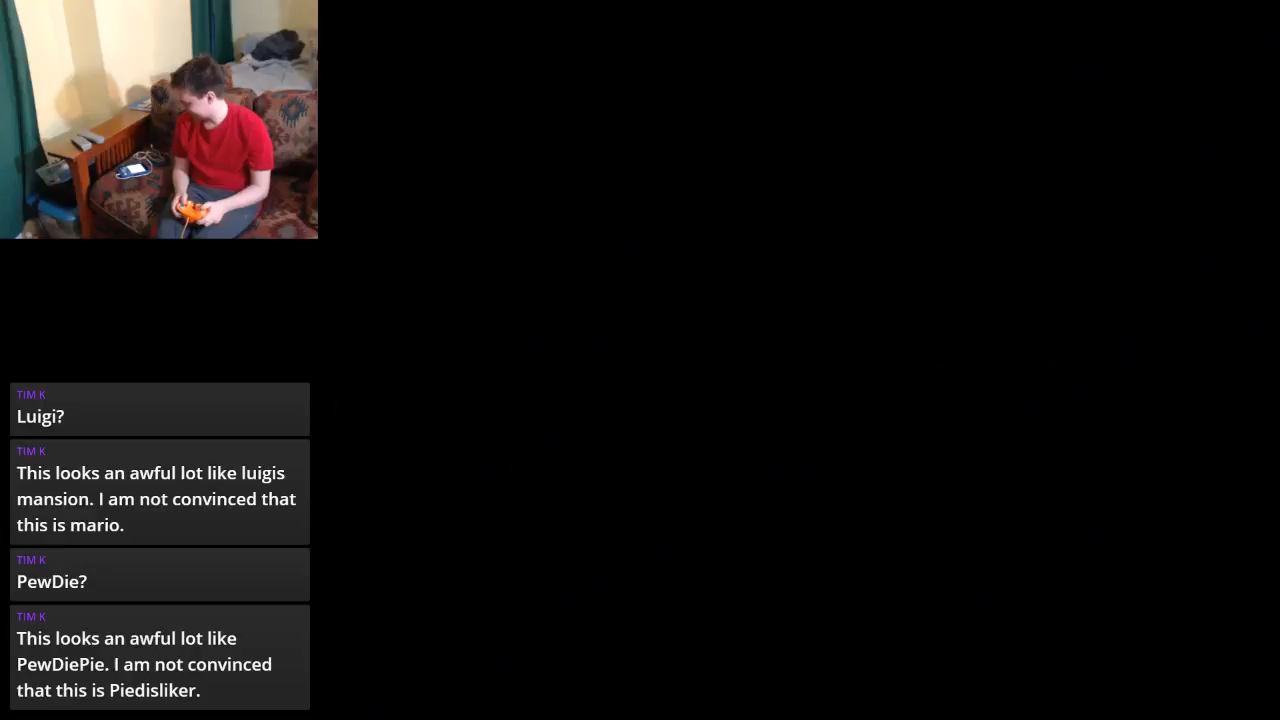 TIM K
Luigi?
TIM K
This looks an awful lot like luigis
mansion. I am not convinced that
this is mario.
TIM K
PewDie?
TIM K
This looks an awful lot like
PewDiePie. I am not convinced
that this is Piedisliker.